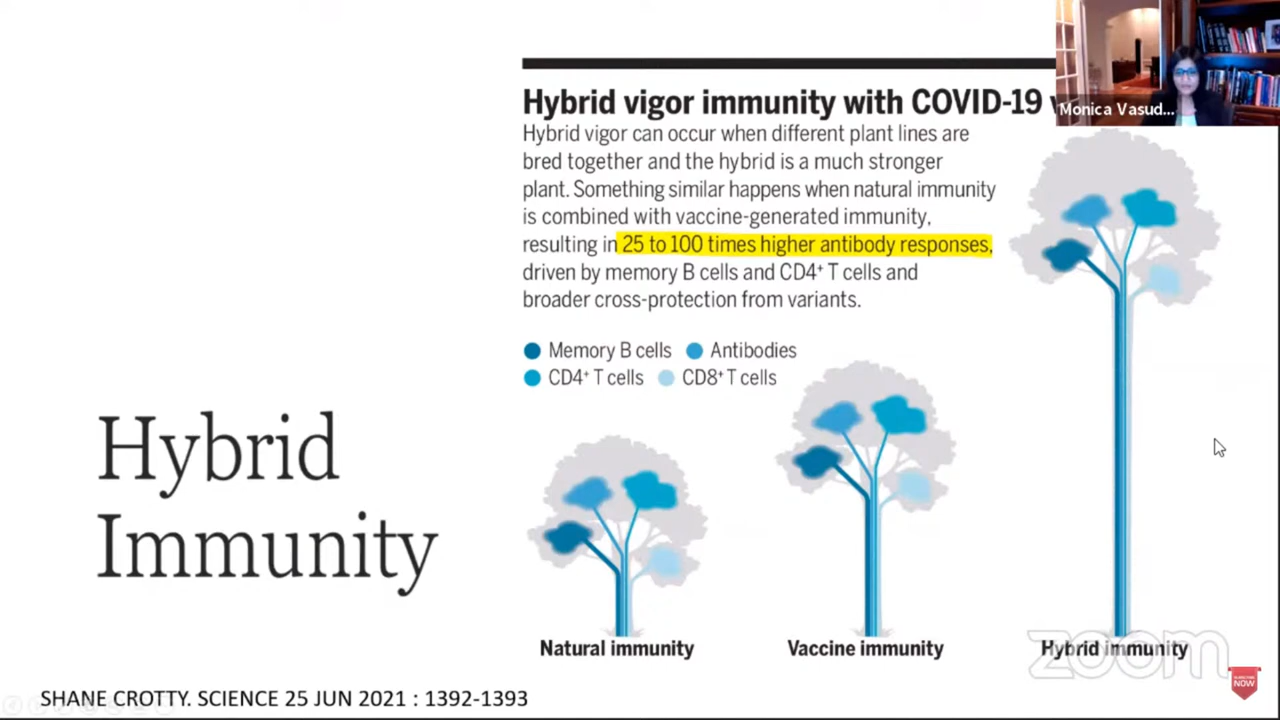 Monica Vasud...
Hybrid vigor immunity with COVID-19
Hybrid vigor can occur when different plant lines are
bred together and the hybrid is a much stronger
plant. Something similar happens when natural immunity
is combined with vaccine-generated immunity,
resulting in 25 to 100 times higher antibody responses,
driven by memory B cells and CD4⁺ T cells and
broader cross-protection from variants.
Memory B cells Antibodies
CD4⁺ T cells CD8⁺ T cells
Hybrid
Immunity
Natural immunity
Vaccine immunity
Hybrid immunity
zoom
SUBSCRIBE
NOW
SHANE CROTTY. SCIENCE 25 JUN 2021 : 1392-1393